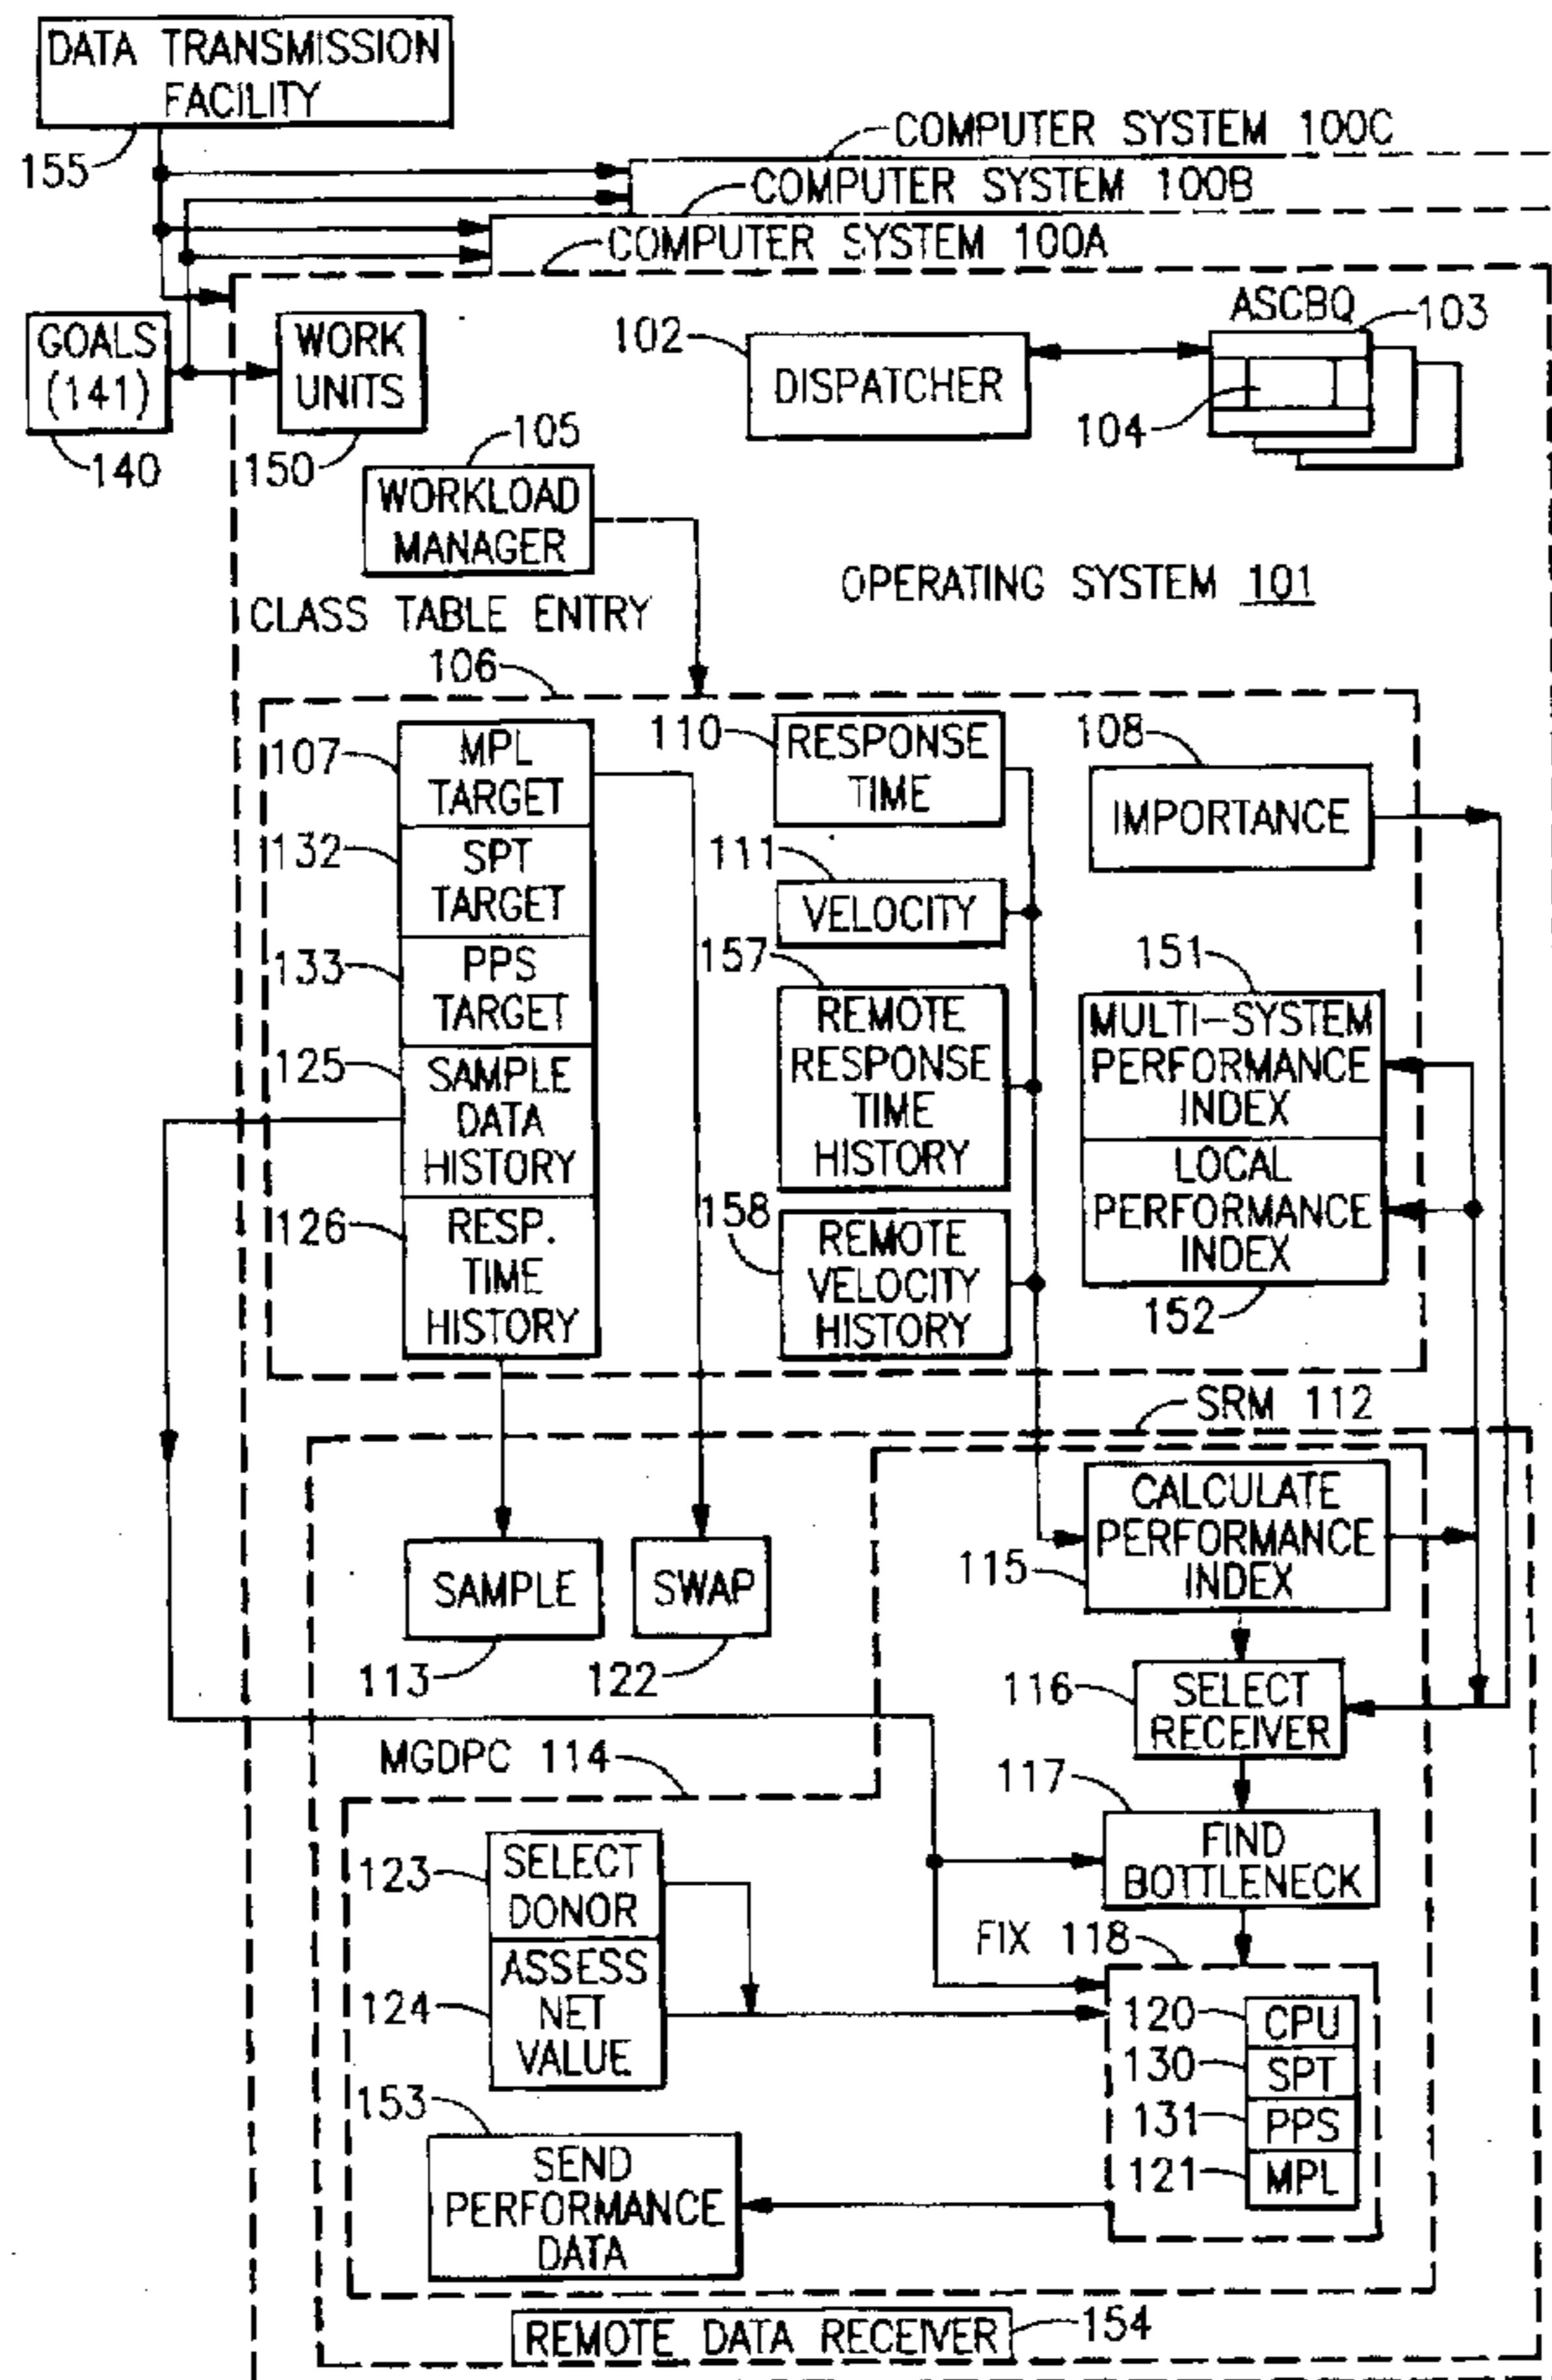 DATA TRANSMISSION
FACILITY
155
COMPUTER SYSTEM 100C
COMPUTER SYSTEM 100B
COMPUTER SYSTEM 100A
GOALS
(141)
140
WORK
UNITS
150
102
DISPATCHER
ASCBQ
103
104
105
WORKLOAD
MANAGER
OPERATING SYSTEM 101
CLASS TABLE ENTRY
106
107
MPL
TARGET
132
SPT
TARGET
133
PPS
TARGET
125
SAMPLE
DATA
HISTORY
126
RESP.
TIME
HISTORY
110
RESPONSE
TIME
111
VELOCITY
157
REMOTE
RESPONSE
TIME
HISTORY
158
REMOTE
VELOCITY
HISTORY
108
IMPORTANCE
151
MULTI-SYSTEM
PERFORMANCE
INDEX
LOCAL
PERFORMANCE
INDEX
152
SRM 112
SAMPLE
113
SWAP
122
CALCULATE
PERFORMANCE
INDEX
115
116
SELECT
RECEIVER
MGDPC 114
117
FIND
BOTTLENECK
123
SELECT
DONOR
124
ASSESS
NET
VALUE
FIX 118
120
CPU
130
SPT
131
PPS
121
MPL
153
SEND
PERFORMANCE
DATA
REMOTE DATA RECEIVER
154